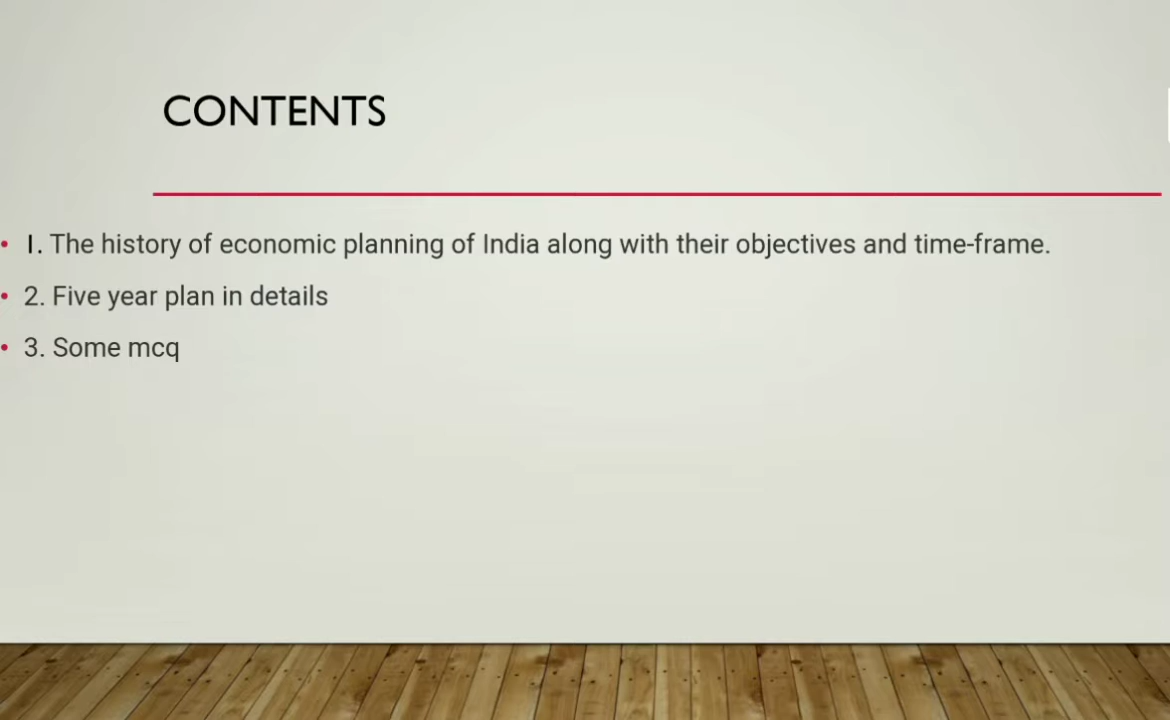 CONTENTS
• 1. The history of economic planning of India along with their objectives and time-frame.
• 2. Five year plan in details
• 3. Some mcq